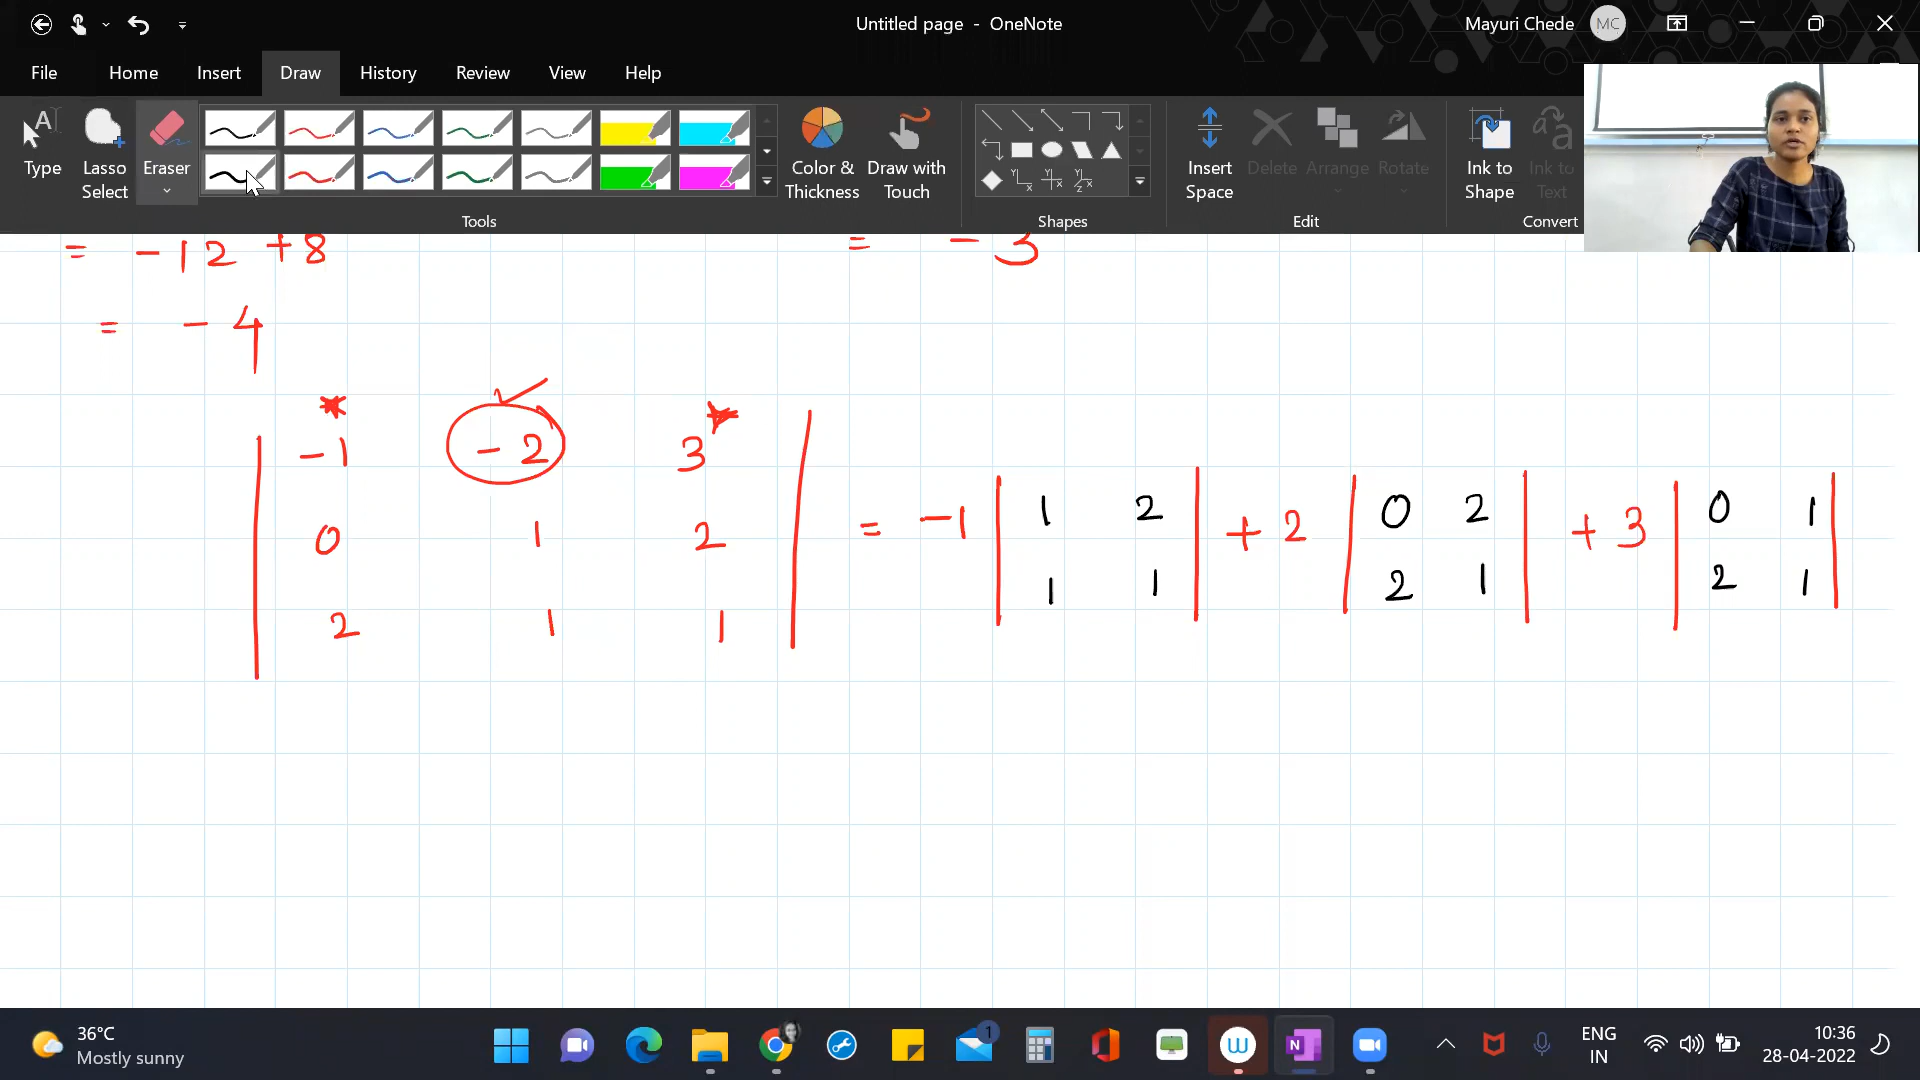 Untitled page - OneNote
Mayuri Chede MC
File Home Insert Draw History Review View Help
Type
Lasso Select
Eraser
Color & Thickness
Draw with Touch
Insert Space
Delete
Arrange
Rotate
Ink to Shape
Ink to Text
Tools Shapes Edit Convert
= -12 +8 = -3
= -4
-1 -2 3
0 1 2
2 1 1
= -1 | 1 2 | + 2 | 0 2 | + 3 | 0 1 |
1 1 2 1 2 1
36°C
Mostly sunny
1
ENG
IN
10:36
28-04-2022